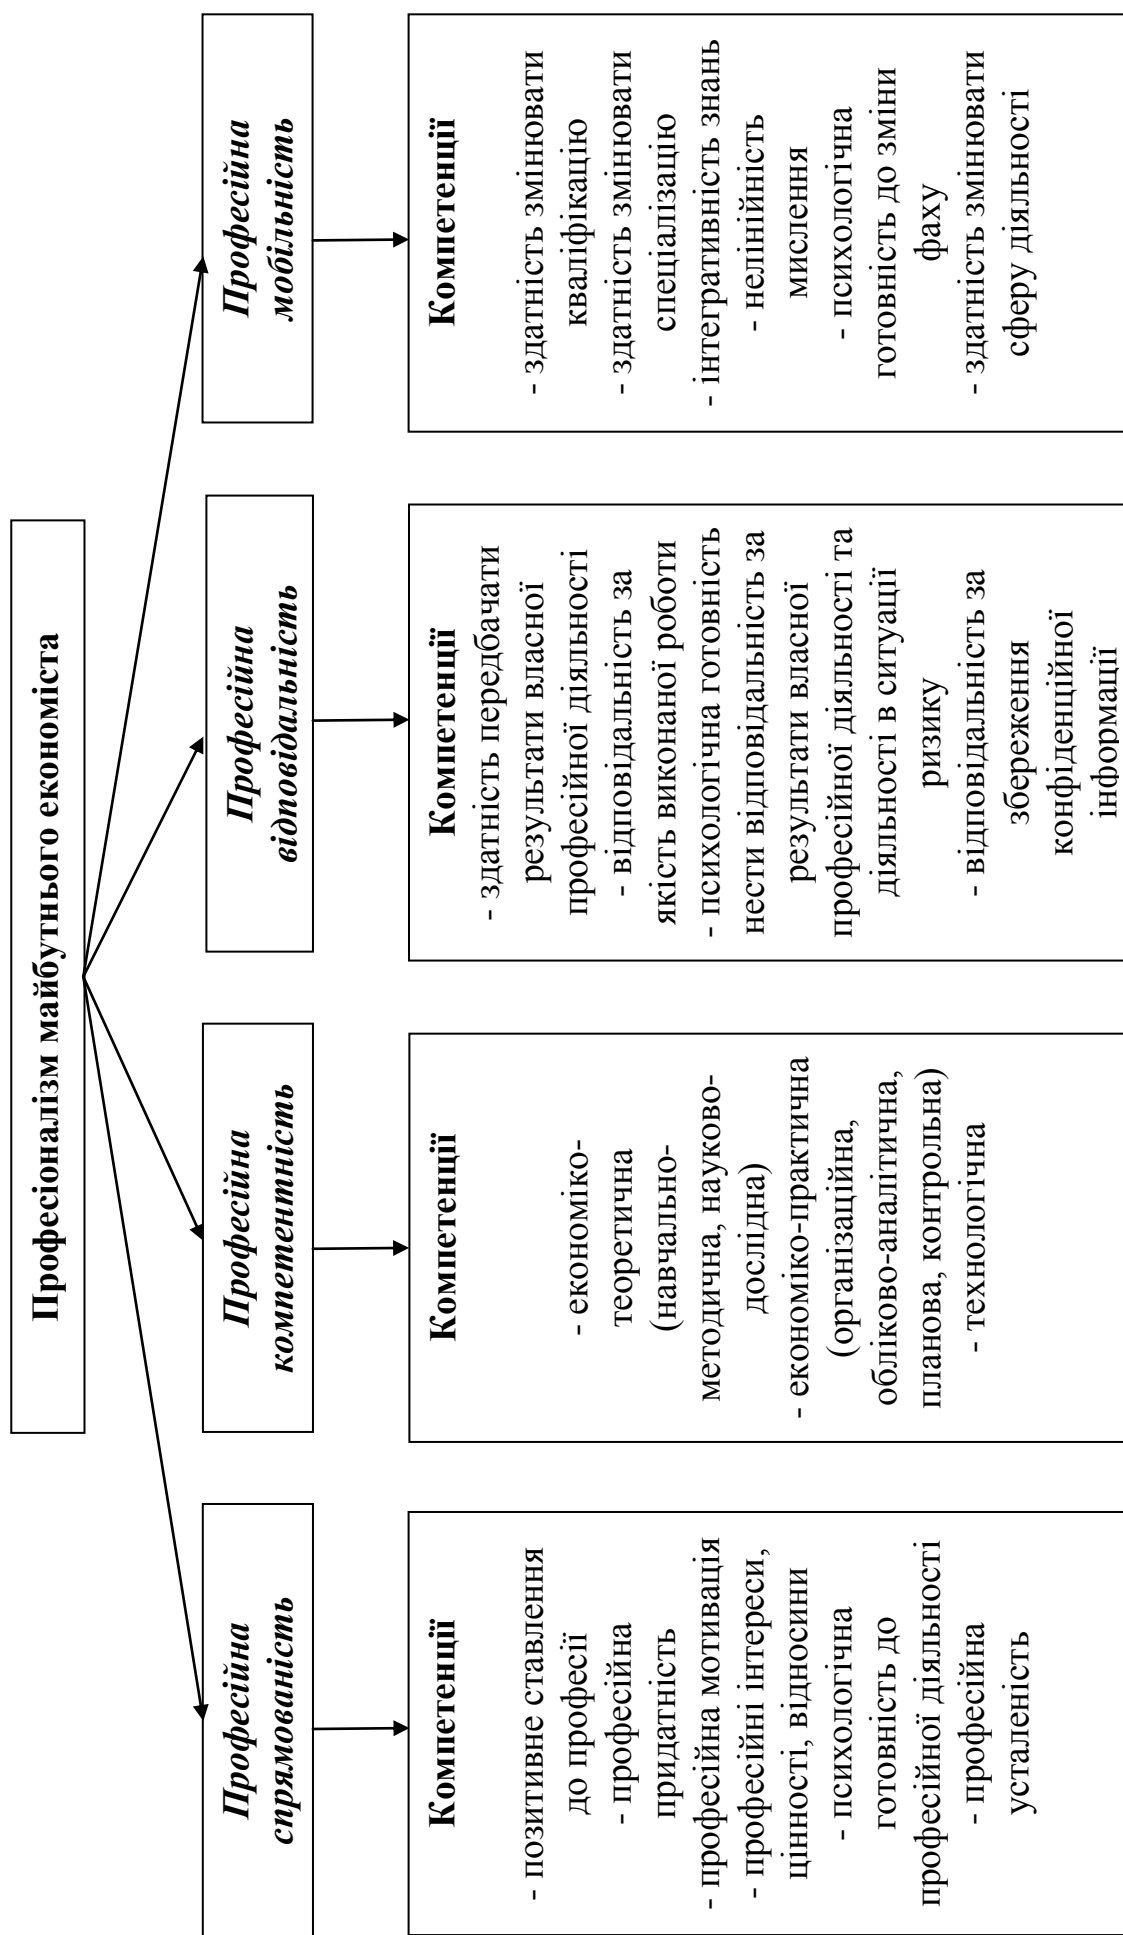 Професіоналізм майбутнього економіста
Професійна
спрямованість
Професійна
компетентність
Професійна
відповідальність
Професійна
мобільність
Компетенції
- позитивне ставлення
до професії
- професійна
придатність
- професійна мотивація
- професійні інтереси,
цінності, відносини
- психологічна
готовність до
професійної діяльності
- професійна
усталеність
Компетенції
- економіко-
теоретична
(навчально-
методична, науково-
дослідна)
- економіко-практична
(організаційна,
обліково-аналітична,
планова, контрольна)
- технологічна
Компетенції
- здатність передбачати
результати власної
професійної діяльності
- відповідальність за
якість виконаної роботи
- психологічна готовність
нести відповідальність за
результати власної
професійної діяльності та
діяльності в ситуації
ризику
- відповідальність за
збереження
конфіденційної
інформації
Компетенції
- здатність змінювати
кваліфікацію
- здатність змінювати
спеціалізацію
- інтегративність знань
- нелінійність
мислення
- психологічна
готовність до зміни
фаху
- здатність змінювати
сферу діяльності